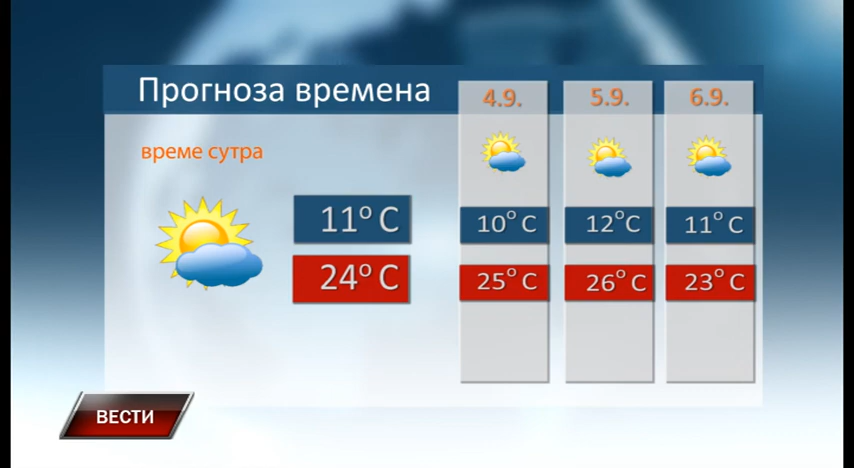 Прогноза времена
време сутра
11° C
24° C
4.9.
10° C
25° C
5.9.
12°C
26° C
6.9.
11° C
23° C
ВЕСТИ